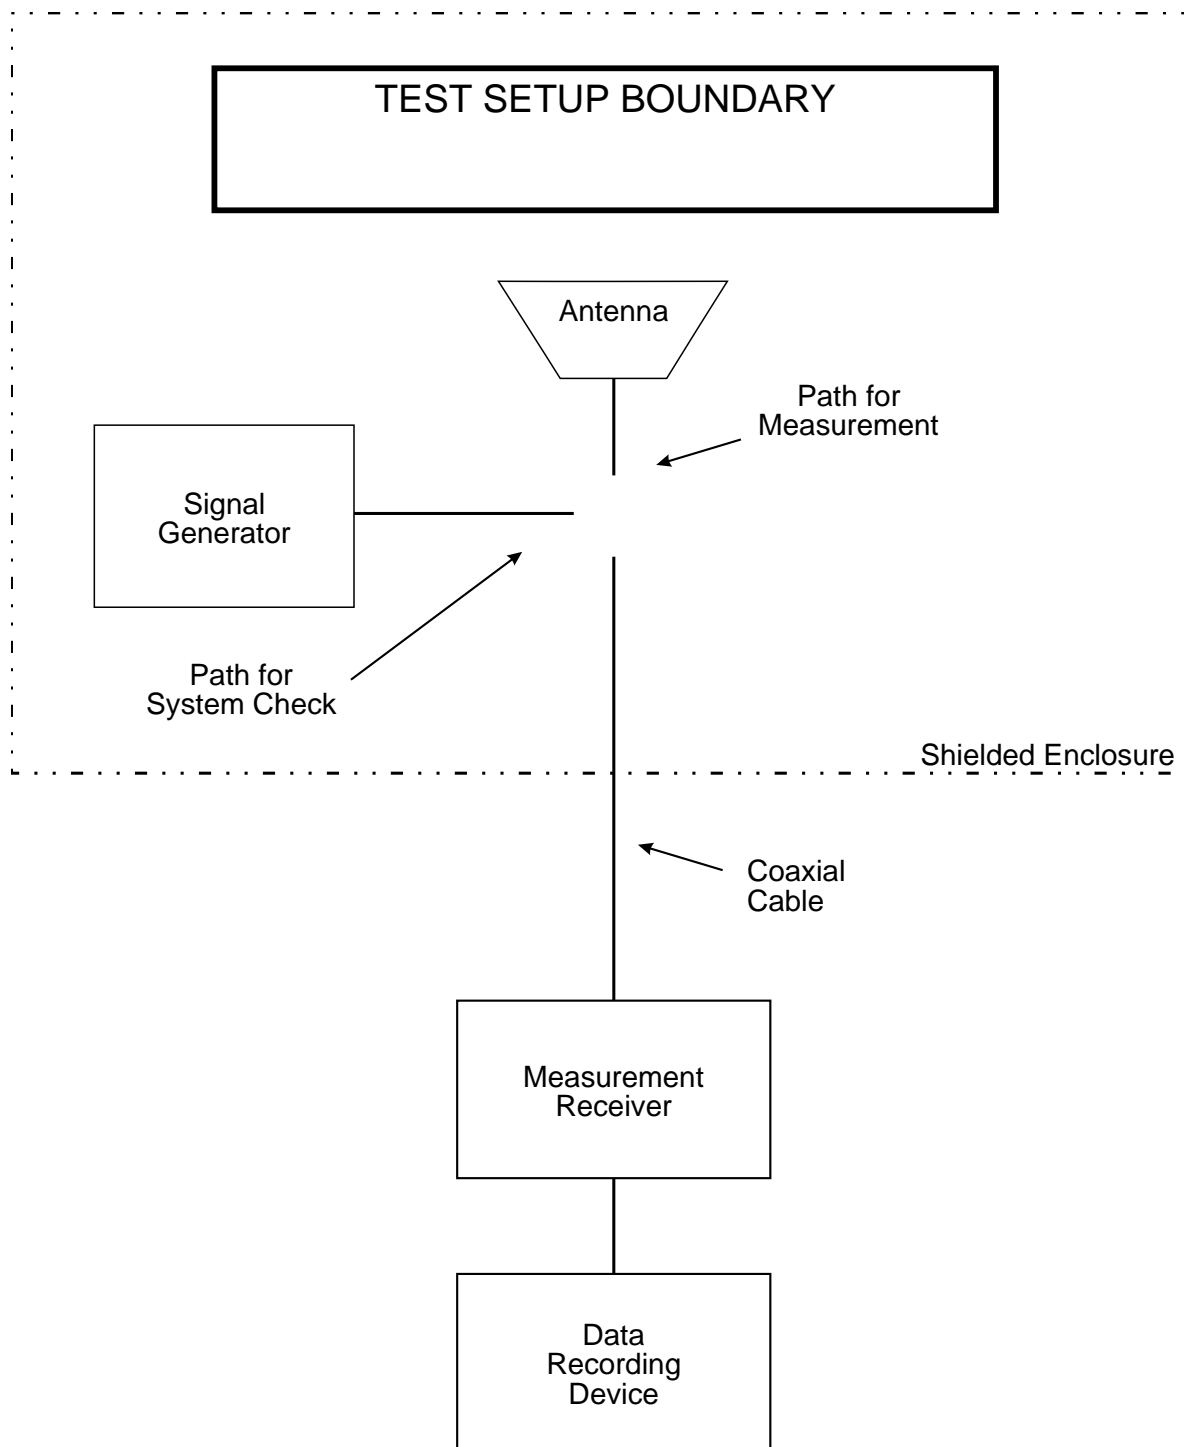 TEST SETUP BOUNDARY
Antenna
Path for
Measurement
Signal
Generator
Path for
System Check
Shielded Enclosure
Coaxial
Cable
Measurement
Receiver
Data
Recording
Device